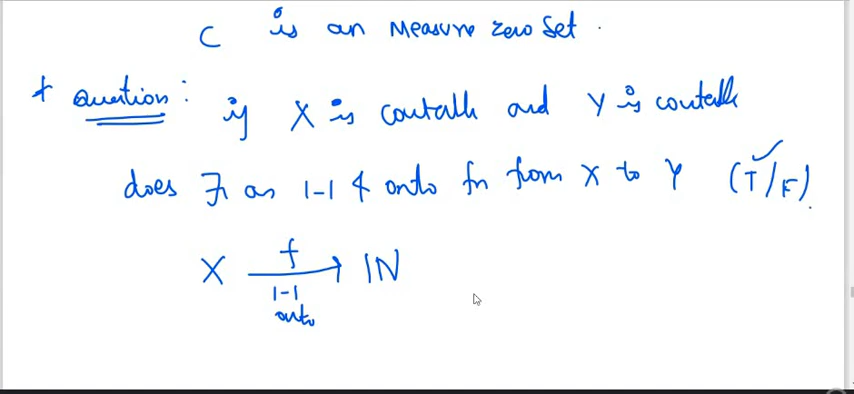 C is an Measure zero set.
* Question: if X is countable and Y is countable
does ∃ an 1-1 & onto fn from X to Y (T/F).
X f→ IN
1-1
onto